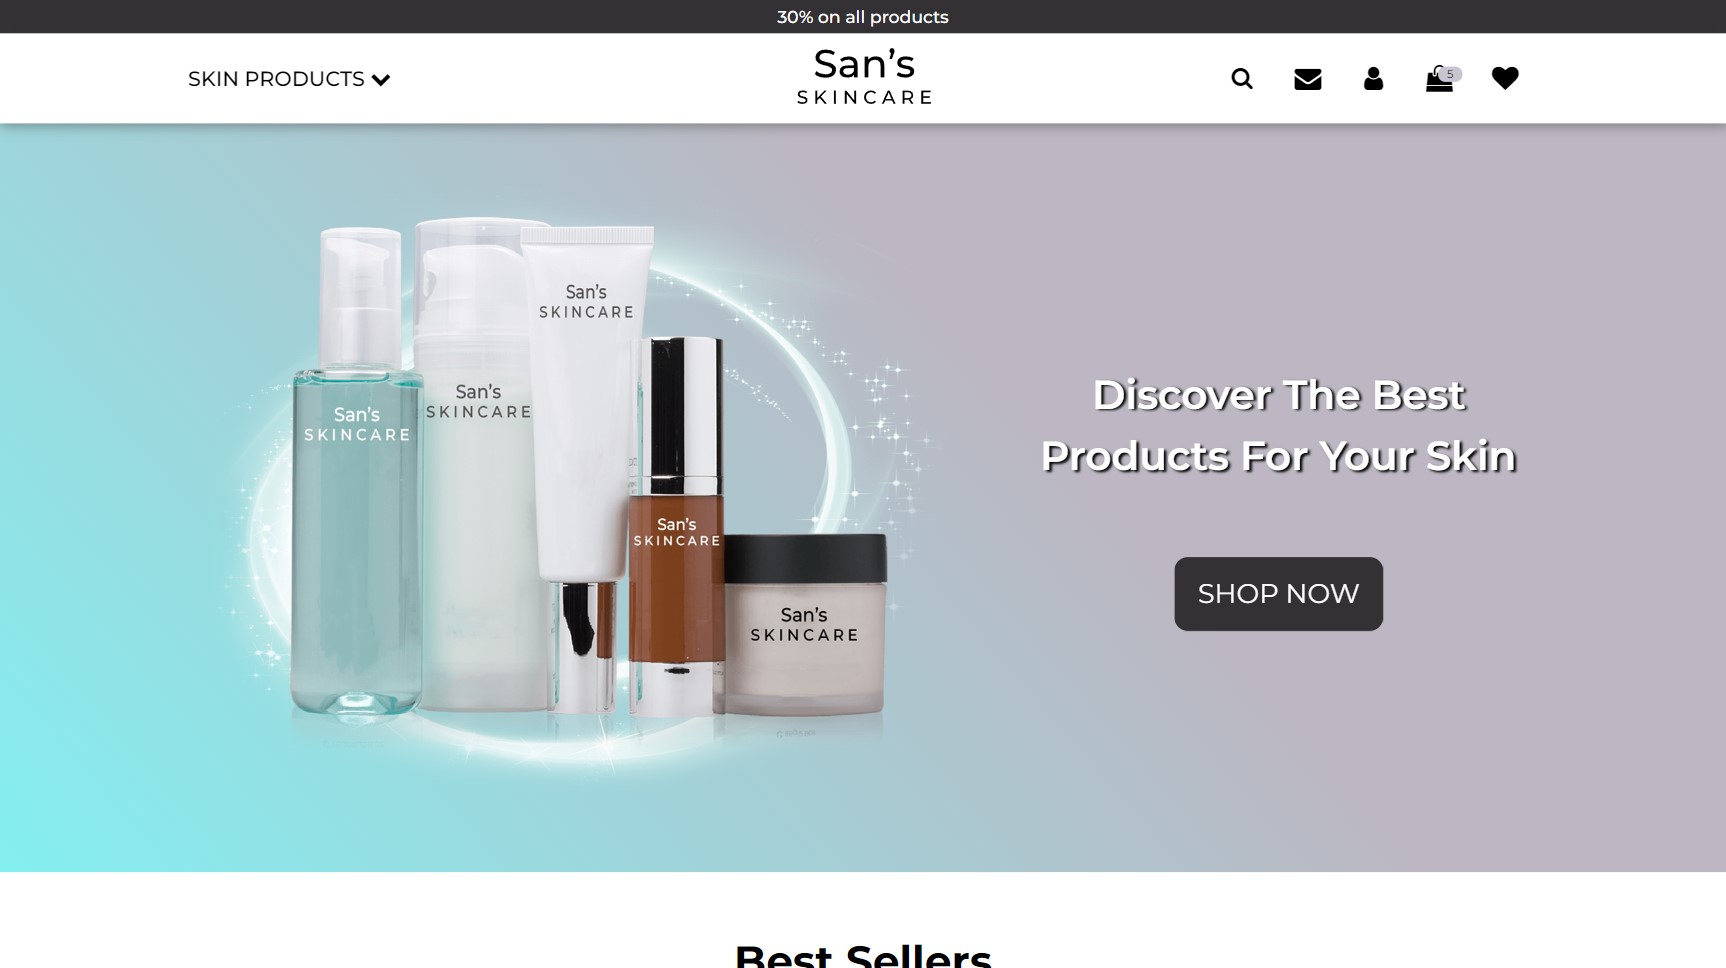 30% on all products
SKIN PRODUCTS
San's
SKINCARE
5
San's
SKINCARE
San's
SKINCARE
San's
SKINCARE
San's
SKINCARE
San's
SKINCARE
Discover The Best
Products For Your Skin
SHOP NOW
Best Sellers